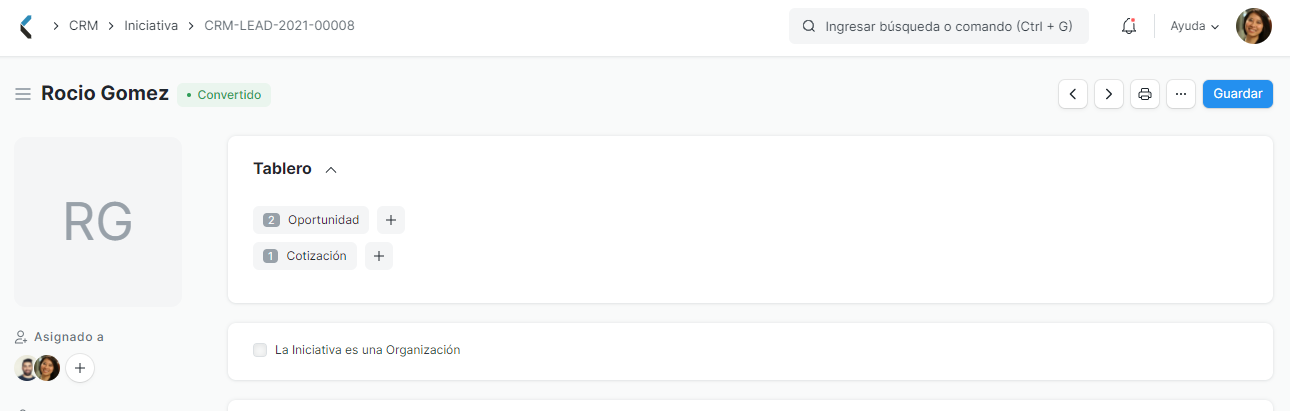 CRM Iniciativa CRM-LEAD-2021-00008
Ingresar búsqueda o comando (Ctrl + G)
Ayuda
Rocio Gomez
Convertido
Guardar
RG
Tablero
2 Oportunidad
1 Cotización
Asignado a
La Iniciativa es una Organización